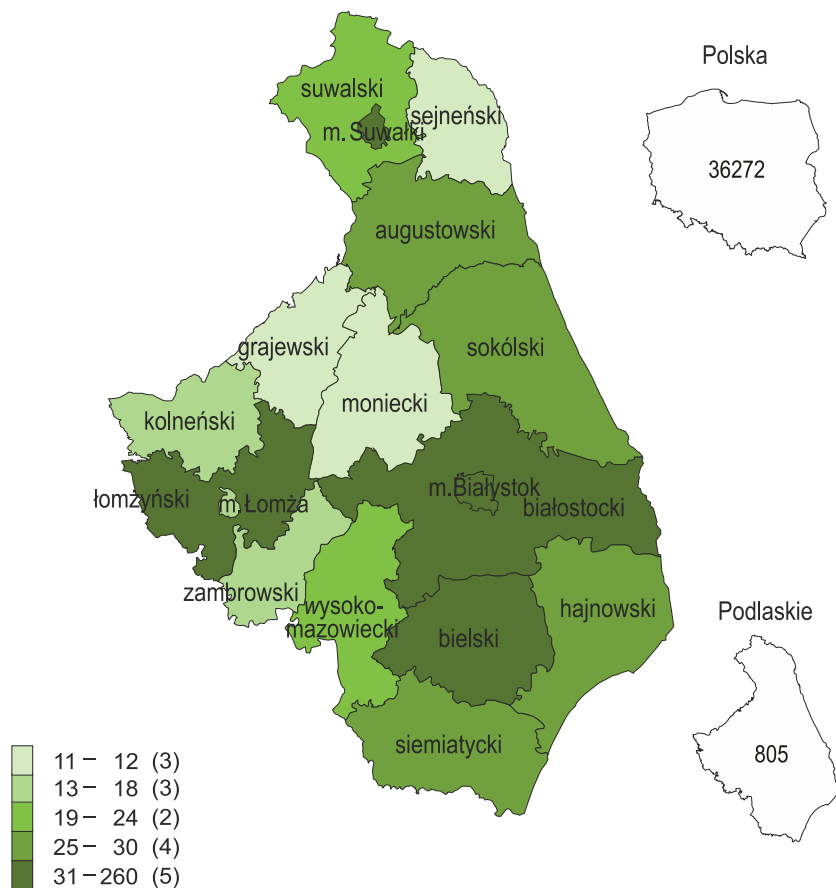 Polska
suwalski
sejneński
m. Suwałki
36272
augustowski
grajewski
sokólski
moniecki
kolneński
łomżyński
m. Łomża
m.Białystok
białostocki
zambrowski
wysoko-
mazowiecki
hajnowski
bielski
Podlaskie
siemiatycki
805
11 – 12 (3)
13 – 18 (3)
19 – 24 (2)
25 – 30 (4)
31 – 260 (5)